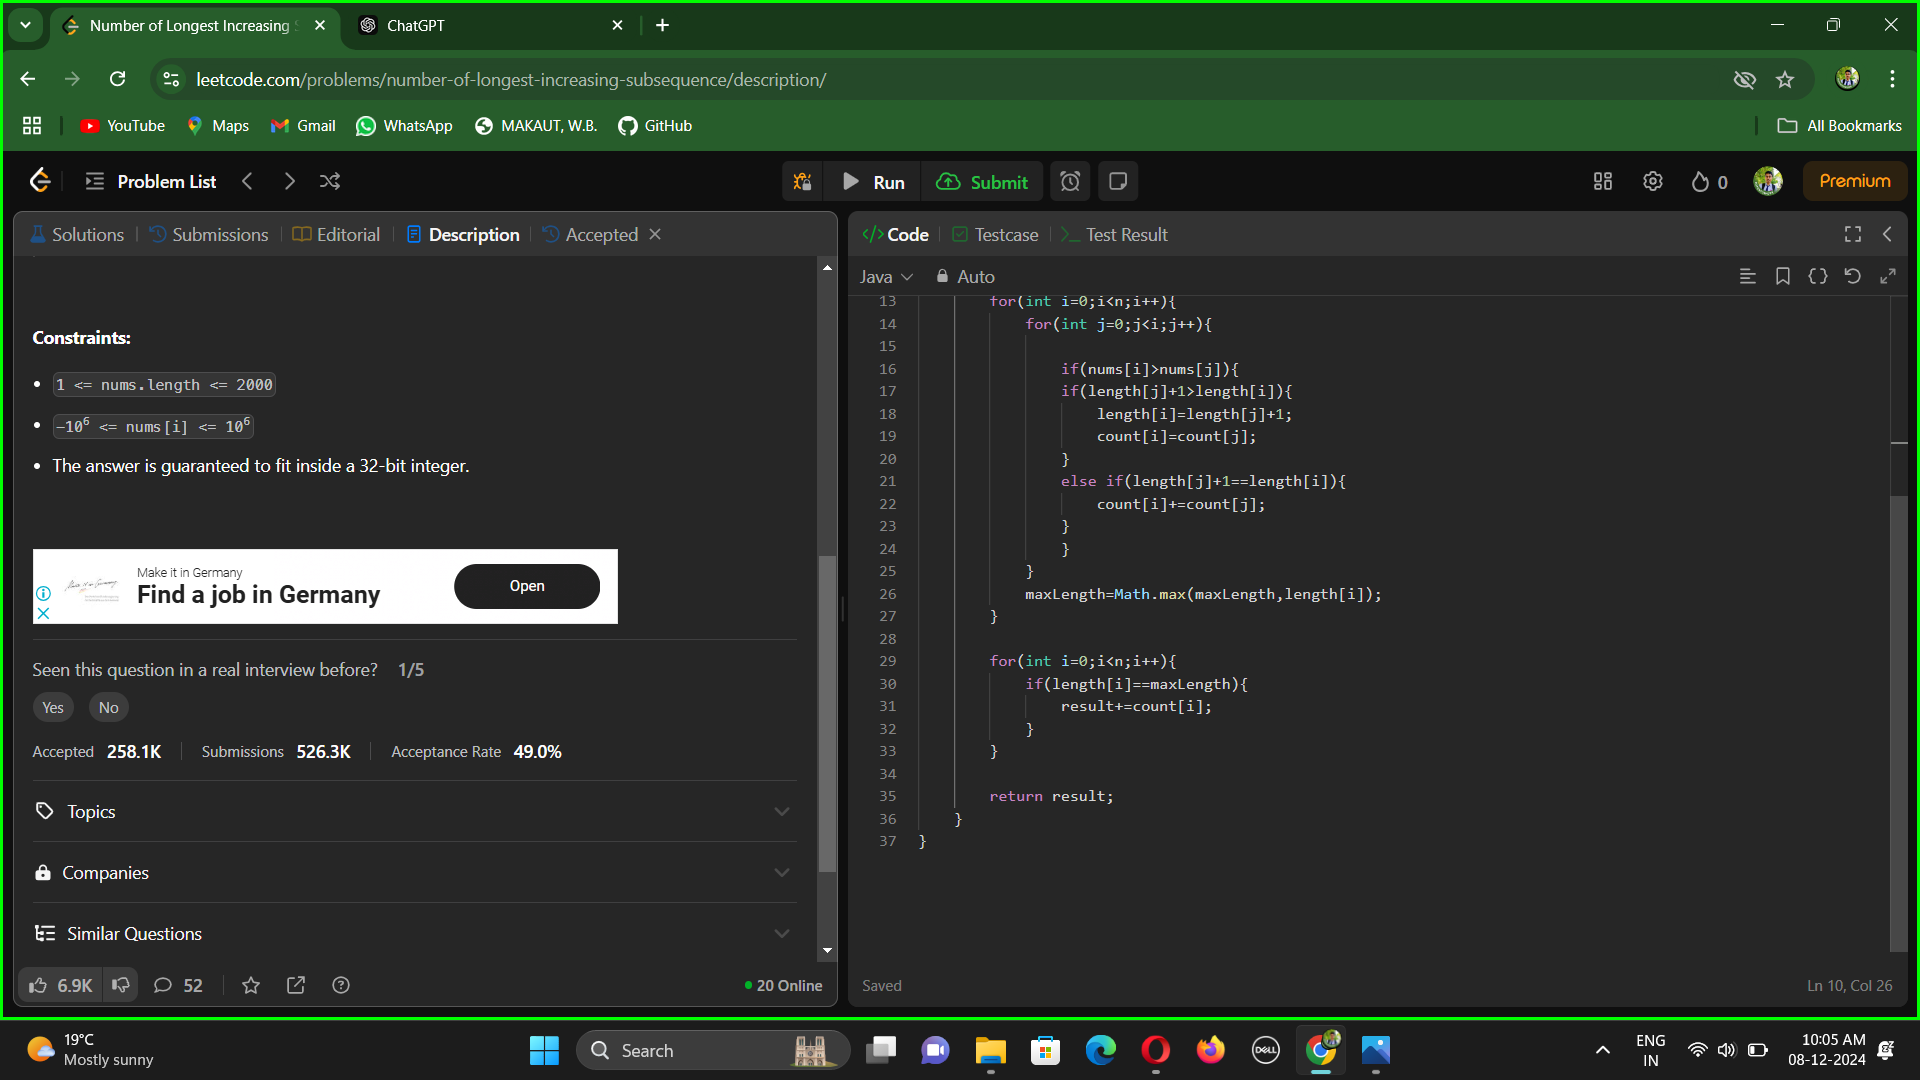 Number of Longest Increasing S
ChatGPT
leetcode.com/problems/number-of-longest-increasing-subsequence/description/
YouTube
Maps
Gmail
WhatsApp
MAKAUT, W.B.
GitHub
All Bookmarks
Problem List
Run
Submit
0
Premium
Solutions
Submissions
Editorial
Description
Accepted
Constraints:
1 <= nums.length <= 2000
-10^6 <= nums[i] <= 10^6
The answer is guaranteed to fit inside a 32-bit integer.
Make it in Germany
Find a job in Germany
Open
Seen this question in a real interview before? 1/5
Yes No
Accepted 258.1K Submissions 526.3K Acceptance Rate 49.0%
Topics
Companies
Similar Questions
6.9K 52 20 Online
Code
Testcase
Test Result
Java Auto
13 for(int i=0;i<n;i++){
14 for(int j=0;j<i;j++){
15
16 if(nums[i]>nums[j]){
17 if(length[j]+1>length[i]){
18 length[i]=length[j]+1;
19 count[i]=count[j];
20 }
21 else if(length[j]+1==length[i]){
22 count[i]+=count[j];
23 }
24 }
25 }
26 maxLength=Math.max(maxLength,length[i]);
27 }
28
29 for(int i=0;i<n;i++){
30 if(length[i]==maxLength){
31 result+=count[i];
32 }
33 }
34
35 return result;
36 }
37 }
Saved
Ln 10, Col 26
19°C
Mostly sunny
Search
DELL
ENG
IN
10:05 AM
08-12-2024